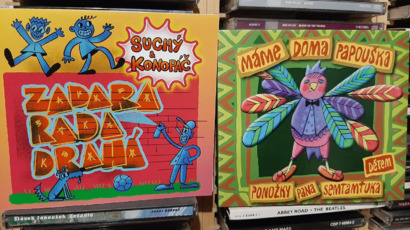 SUCHÝ
&
KONOPÁČ
ZADARA
RADA
DRAHÁ
MÁME DOMA PAPOUŠKA
DĚTEM
PONOŽKY PANA SEMTAMŤUKA
ABBEY ROAD • THE BEATLES